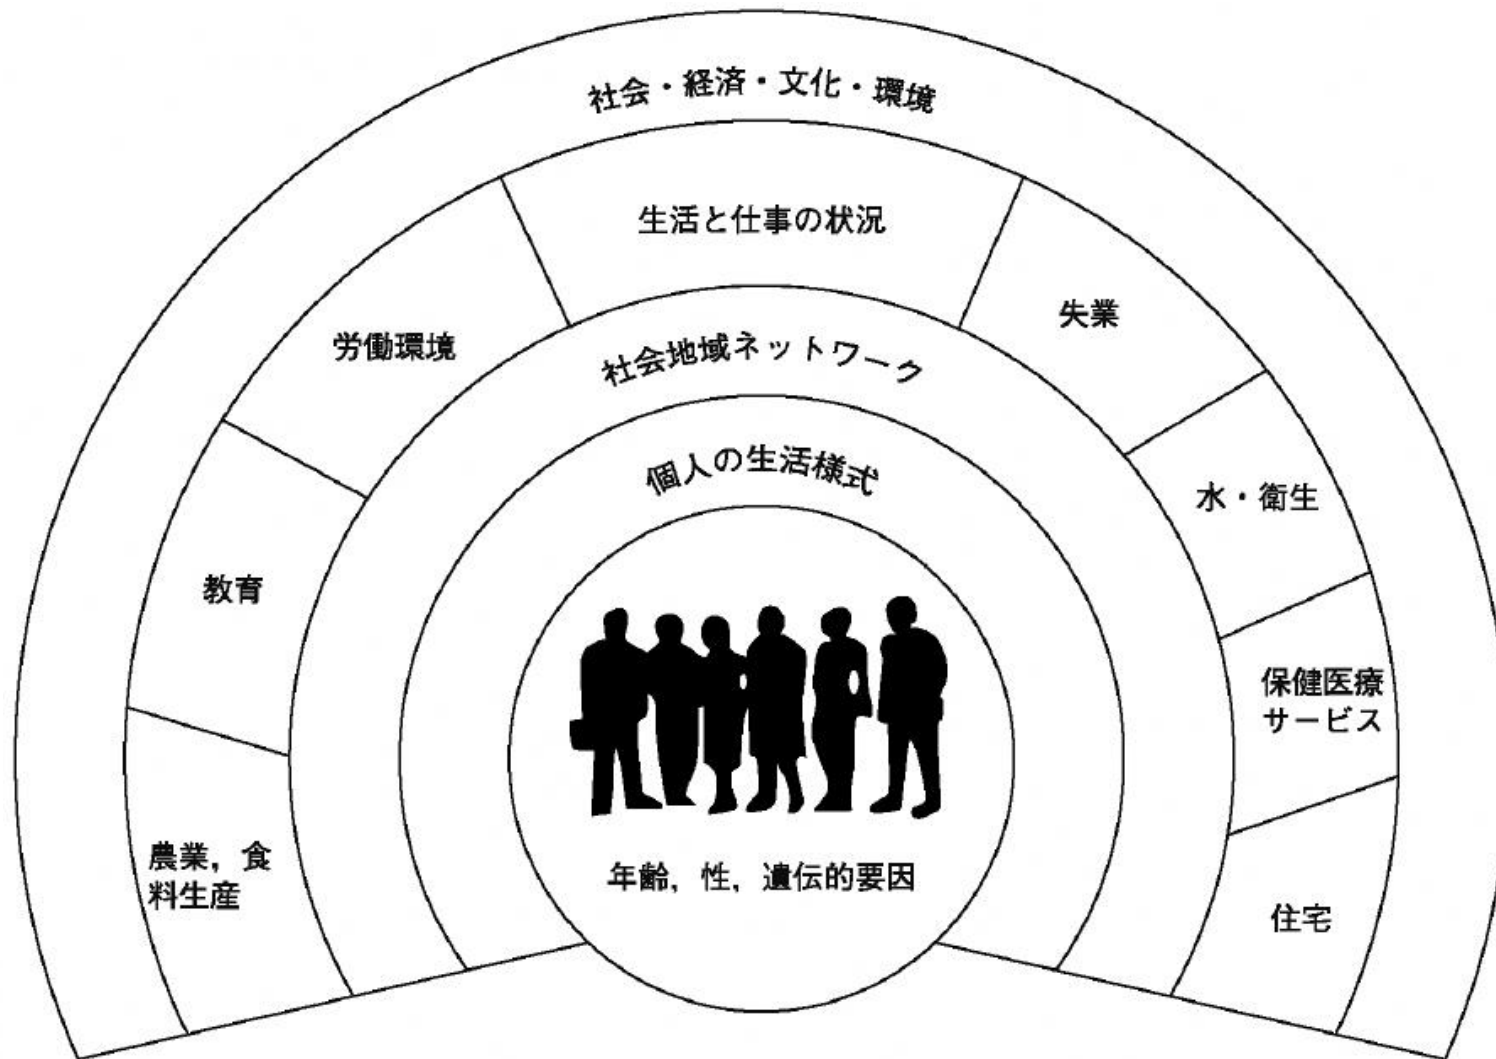 社会・経済・文化・環境
生活と仕事の状況
労働環境
失業
社会地域ネットワーク
個人の生活様式
水・衛生
教育
保健医療
サービス
農業，食
料生産
年齢，性，遺伝的要因
住宅